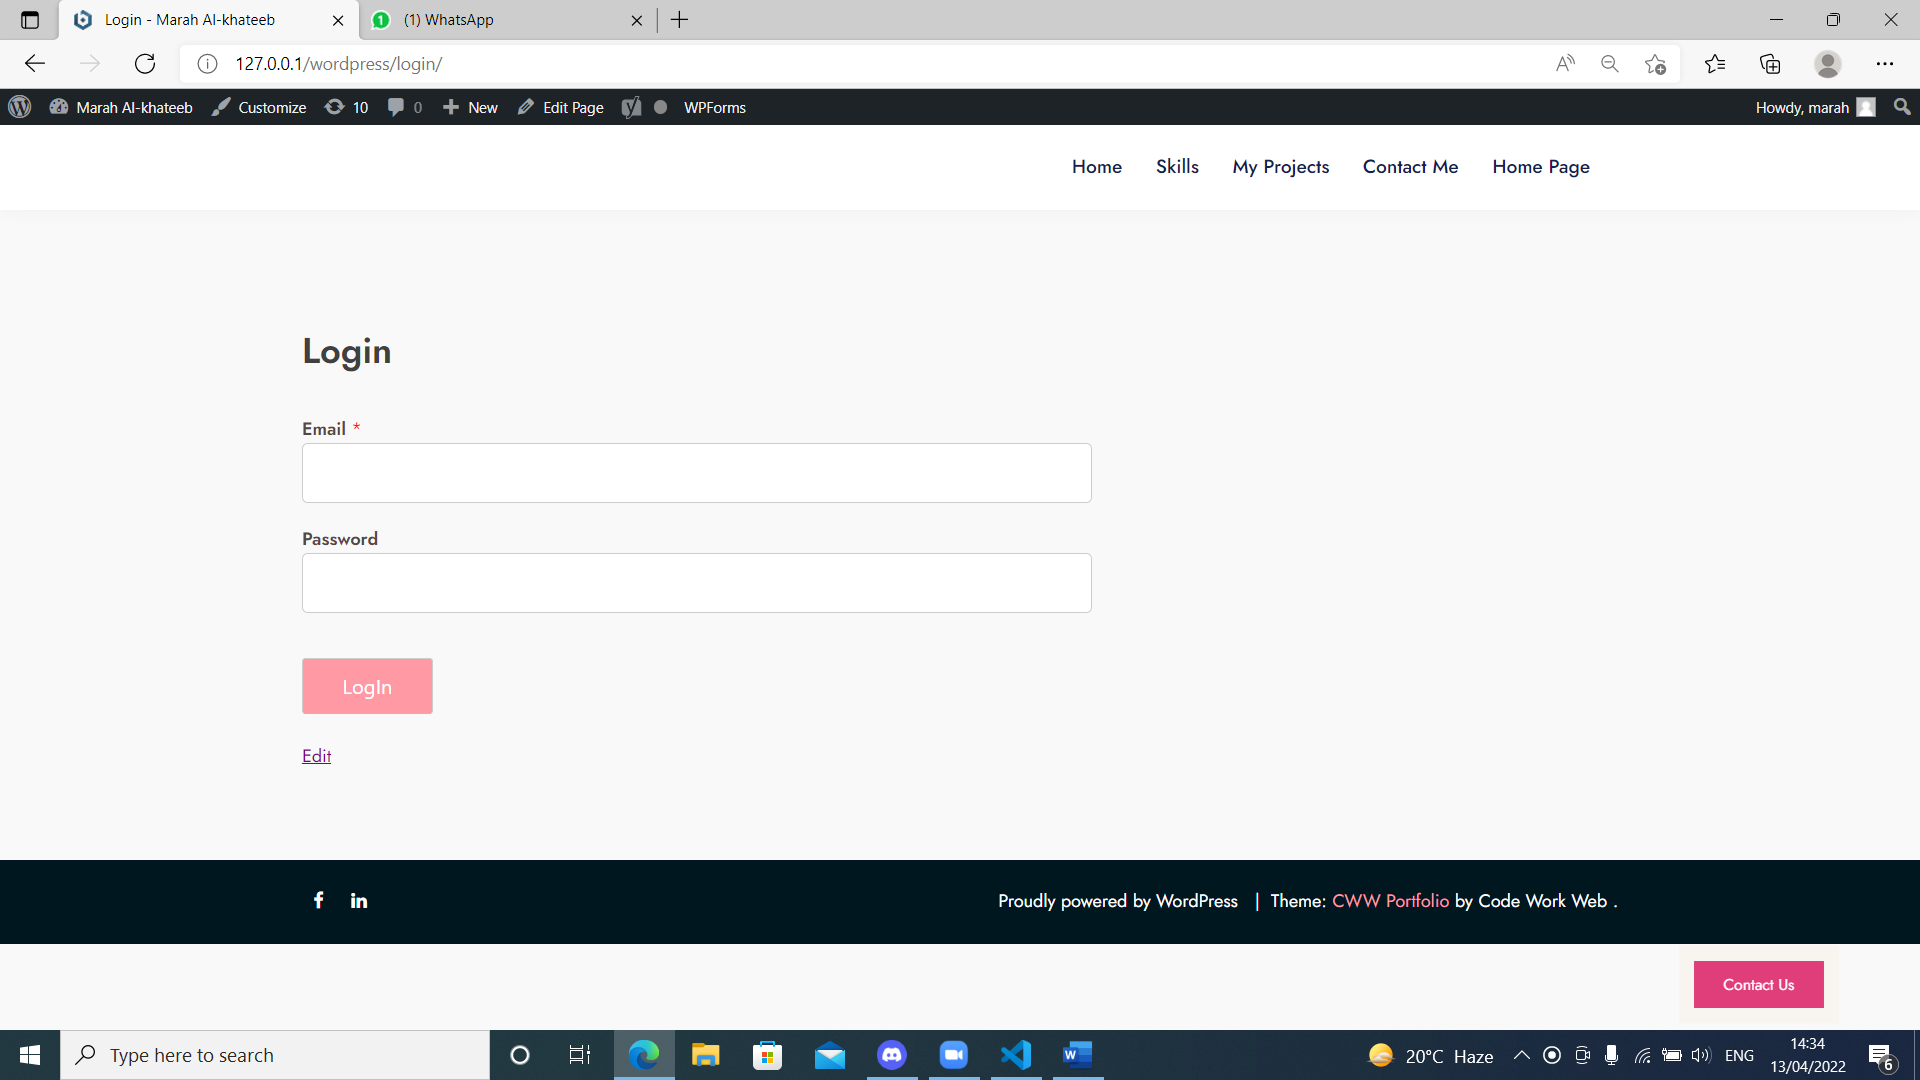 Login - Marah Al-khateeb
(1) WhatsApp
127.0.0.1/wordpress/login/
Marah Al-khateeb Customize 10 0 New Edit Page WPForms Howdy, marah
Home Skills My Projects Contact Me Home Page
Login
Email *
Password
LogIn
Edit
Proudly powered by WordPress | Theme: CWW Portfolio by Code Work Web .
Contact Us
Type here to search
20°C Haze
ENG
14:34
13/04/2022
6